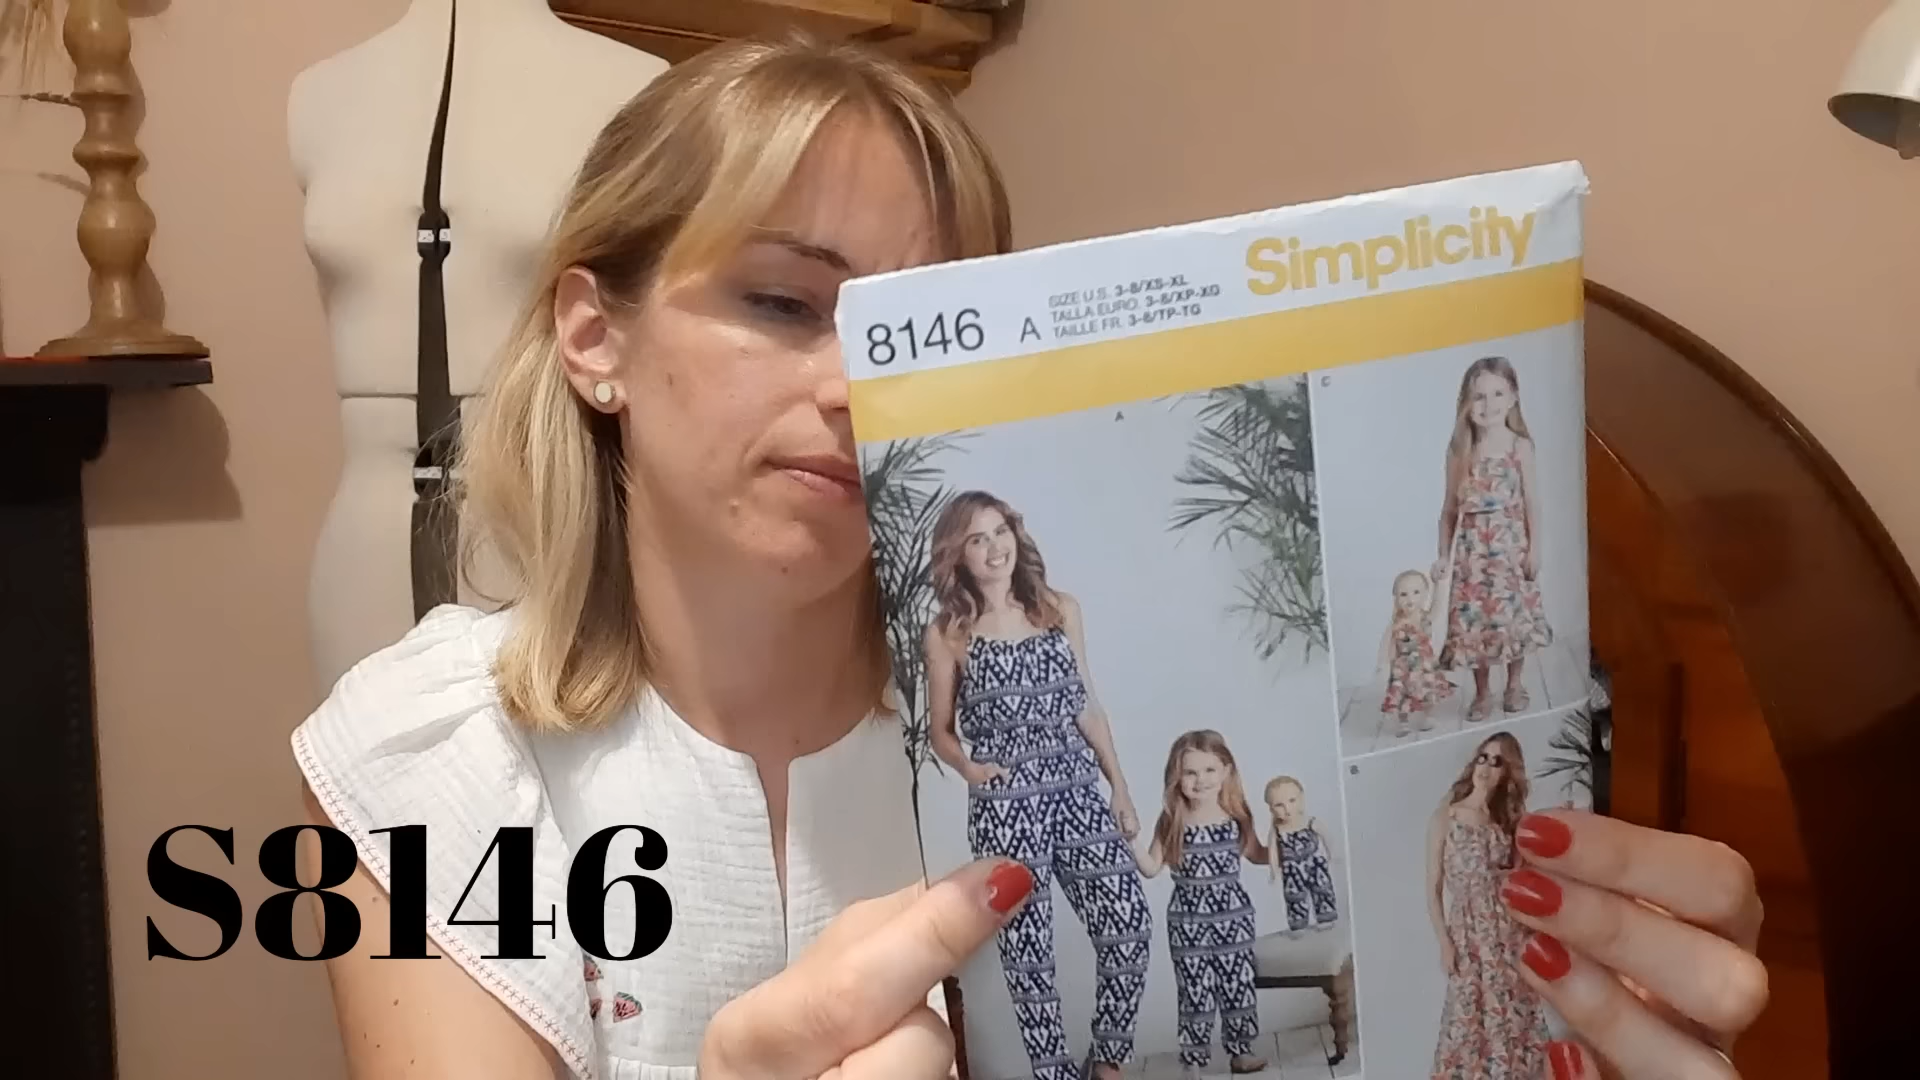 Simplicity
8146 A
SIZE U.S. 3-8/XS-XL
TALLA EURO. 3-8/XP-XG
TAILLE FR. 3-8/TP-TG
A
C
B
S8146